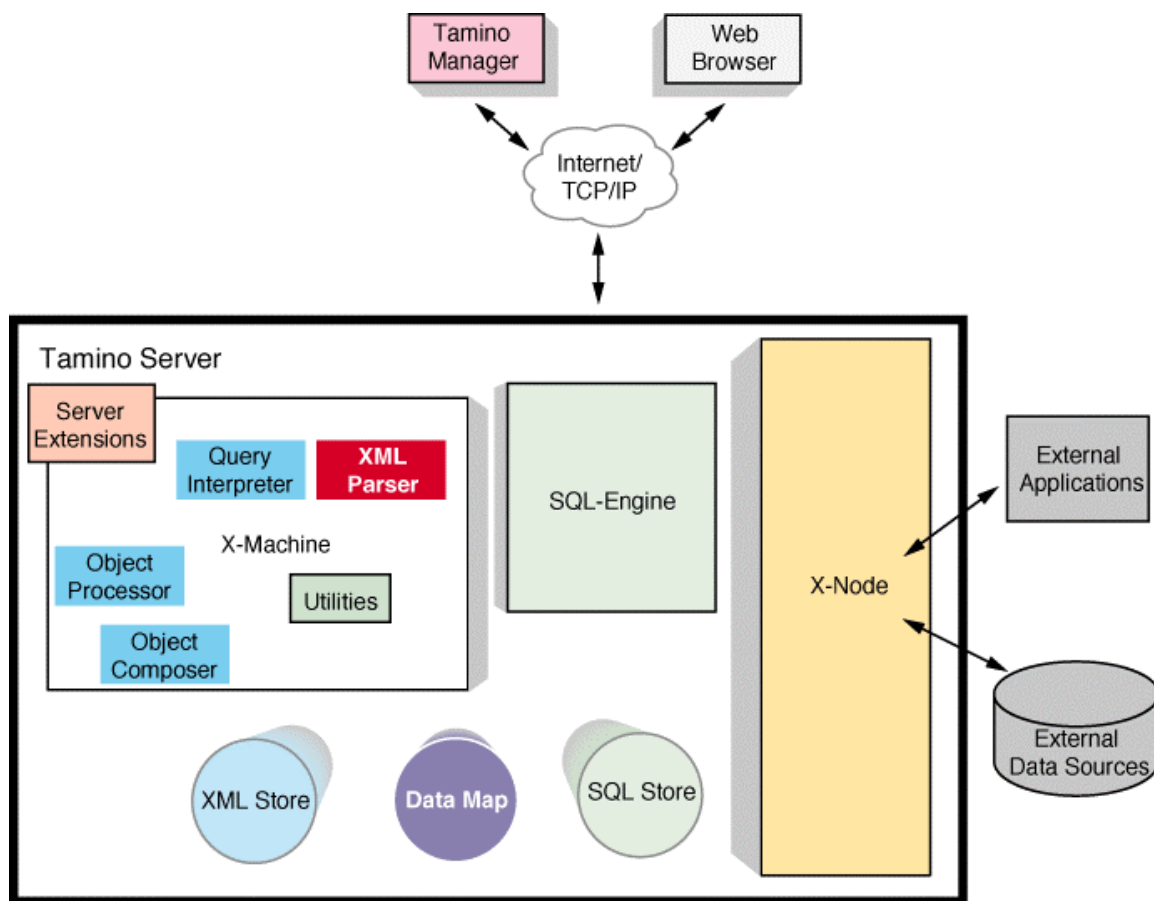 Tamino
Manager
Web
Browser
Internet/
TCP/IP
Tamino Server
Server
Extensions
Query
Interpreter
XML
Parser
X-Machine
Object
Processor
Utilities
Object
Composer
SQL-Engine
X-Node
External
Applications
External
Data Sources
XML Store
Data Map
SQL Store